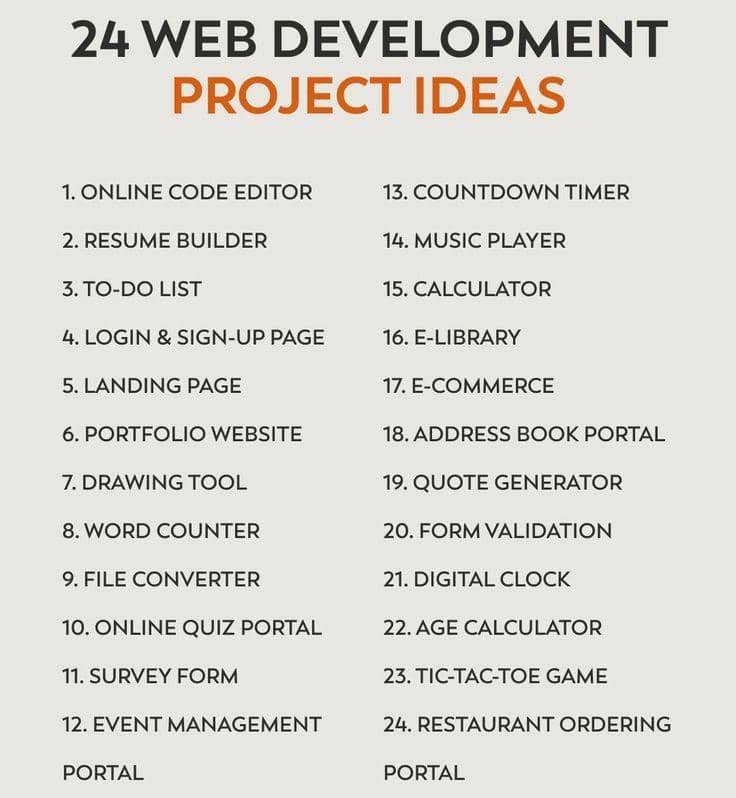 24 WEB DEVELOPMENT
PROJECT IDEAS
1. ONLINE CODE EDITOR
2. RESUME BUILDER
3. TO-DO LIST
4. LOGIN & SIGN-UP PAGE
5. LANDING PAGE
6. PORTFOLIO WEBSITE
7. DRAWING TOOL
8. WORD COUNTER
9. FILE CONVERTER
10. ONLINE QUIZ PORTAL
11. SURVEY FORM
12. EVENT MANAGEMENT
PORTAL
13. COUNTDOWN TIMER
14. MUSIC PLAYER
15. CALCULATOR
16. E-LIBRARY
17. E-COMMERCE
18. ADDRESS BOOK PORTAL
19. QUOTE GENERATOR
20. FORM VALIDATION
21. DIGITAL CLOCK
22. AGE CALCULATOR
23. TIC-TAC-TOE GAME
24. RESTAURANT ORDERING
PORTAL